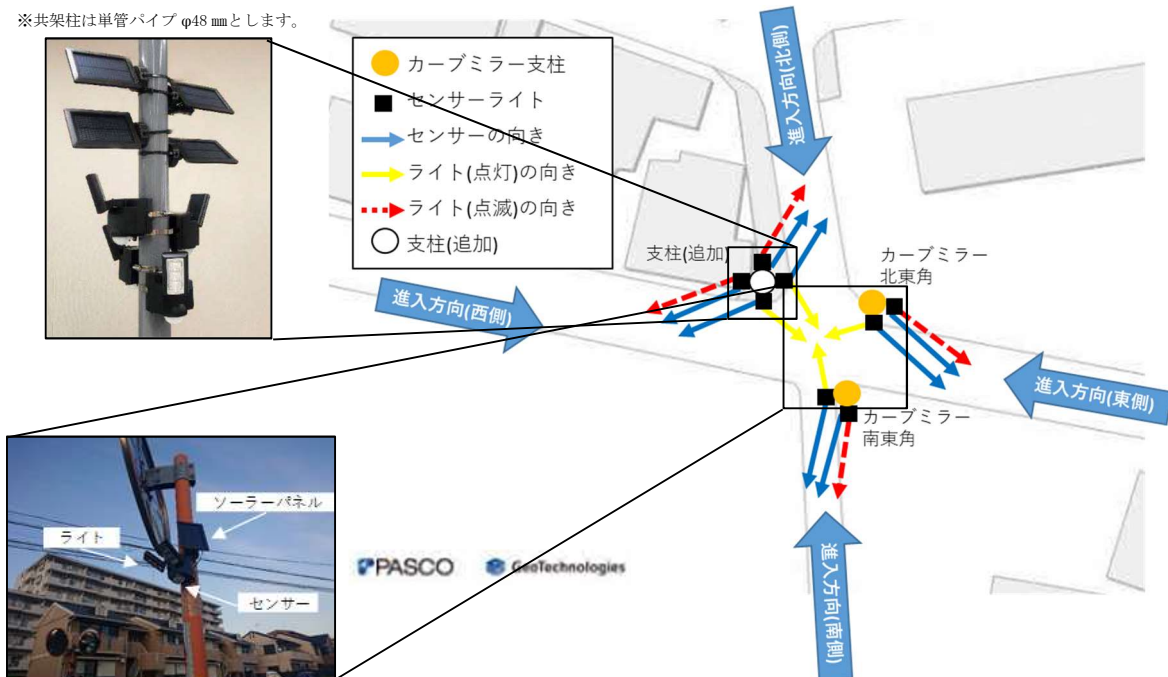 ※共架柱は単管パイプ φ48 ㎜とします。
カーブミラー支柱
センサーライト
センサーの向き
ライト(点灯)の向き
ライト(点滅)の向き
支柱(追加)
進入方向(北側)
支柱(追加)
カーブミラー
北東角
進入方向(西側)
進入方向(東側)
カーブミラー
南東角
ソーラーパネル
ライト
センサー
進入方向(南側)
PASCO
GeoTechnologies